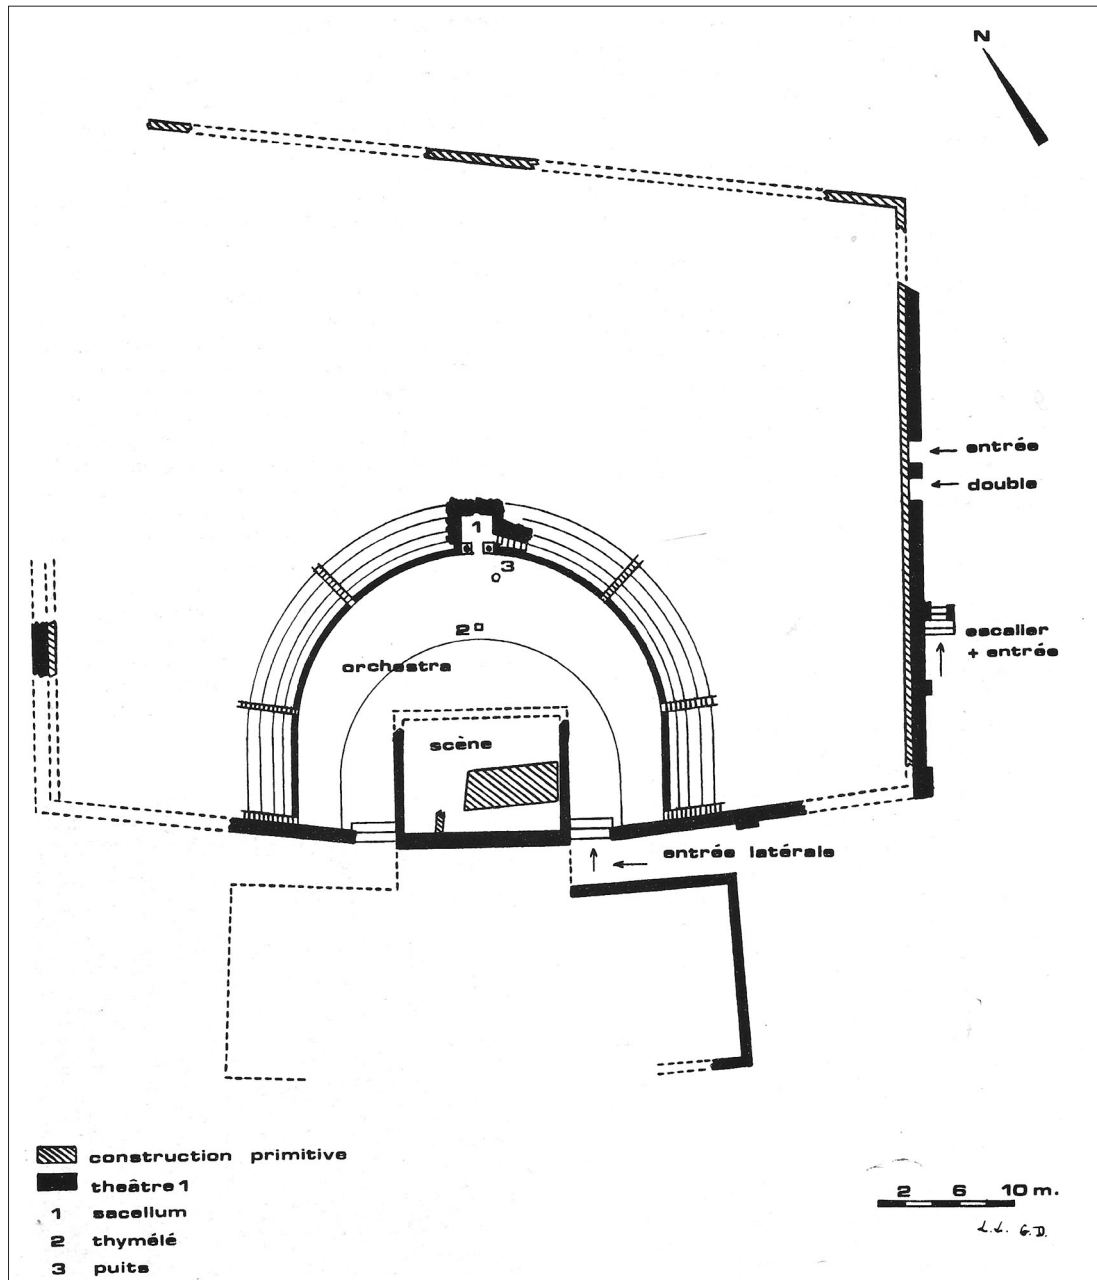 N
entrée
double
1
3
2
escalier
+ entrée
orchestra
scène
entrée latérale
construction primitive
theâtre 1
1 sacellum
2 thymélé
3 puits
2 6 10 m.
L.L. G.D.